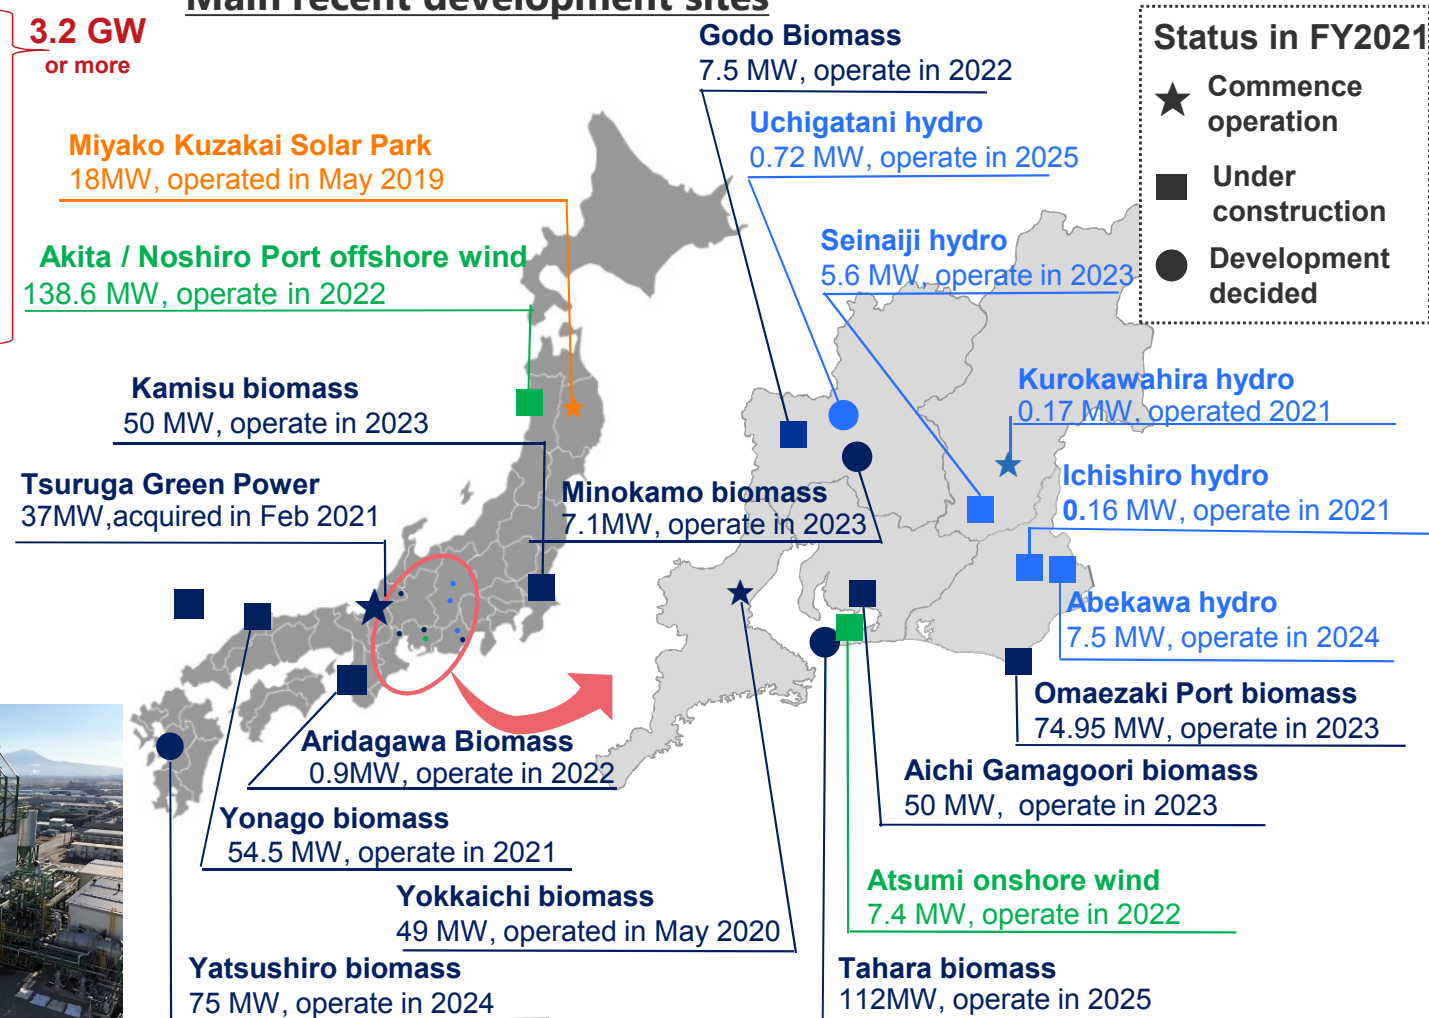 Main recent development sites
3.2 GW
or more
Status in FY2021
Commence
operation
Under
construction
Development
decided
Godo Biomass
7.5 MW, operate in 2022
Uchigatani hydro
0.72 MW, operate in 2025
Miyako Kuzakai Solar Park
18MW, operated in May 2019
Seinaiji hydro
5.6 MW, operate in 2023
Akita / Noshiro Port offshore wind
138.6 MW, operate in 2022
Kurokawahira hydro
0.17 MW, operated 2021
Kamisu biomass
50 MW, operate in 2023
Ichishiro hydro
0.16 MW, operate in 2021
Tsuruga Green Power
37MW,acquired in Feb 2021
Minokamo biomass
7.1MW, operate in 2023
Abekawa hydro
7.5 MW, operate in 2024
Omaezaki Port biomass
74.95 MW, operate in 2023
Aridagawa Biomass
0.9MW, operate in 2022
Aichi Gamagoori biomass
50 MW, operate in 2023
Yonago biomass
54.5 MW, operate in 2021
Atsumi onshore wind
7.4 MW, operate in 2022
Yokkaichi biomass
49 MW, operated in May 2020
Yatsushiro biomass
75 MW, operate in 2024
Tahara biomass
112MW, operate in 2025